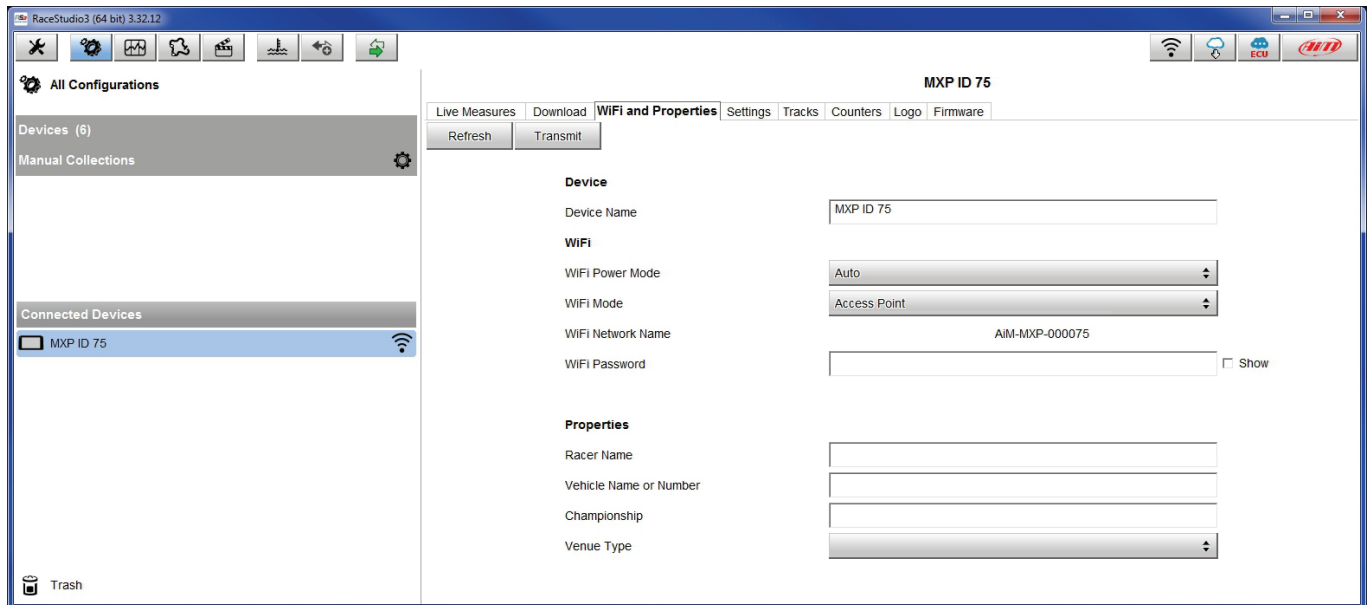 RaceStudio3 (64 bit) 3.32.12
ECU
AiM
All Configurations
Devices (6)
Manual Collections
Connected Devices
MXP ID 75
Trash
MXP ID 75
Live Measures Download WiFi and Properties Settings Tracks Counters Logo Firmware
Refresh Transmit
Device
Device Name MXP ID 75
WiFi
WiFi Power Mode Auto
WiFi Mode Access Point
WiFi Network Name AiM-MXP-000075
WiFi Password Show
Properties
Racer Name
Vehicle Name or Number
Championship
Venue Type